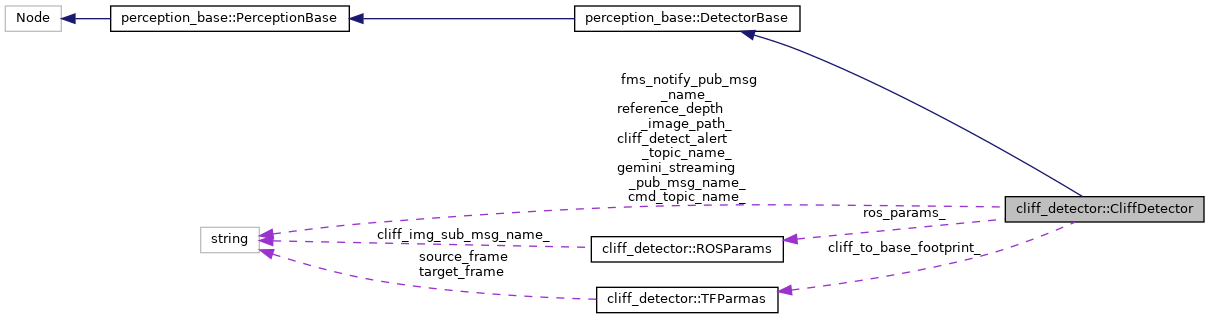 Node
perception_base::PerceptionBase
perception_base::DetectorBase
fms_notify_pub_msg
_name_
reference_depth
_image_path_
cliff_detect_alert
_topic_name_
gemini_streaming
_pub_msg_name_
cmd_topic_name_
cliff_detector::CliffDetector
ros_params_
string
cliff_img_sub_msg_name_
cliff_detector::ROSParams
cliff_to_base_footprint_
source_frame
target_frame
cliff_detector::TFParmas